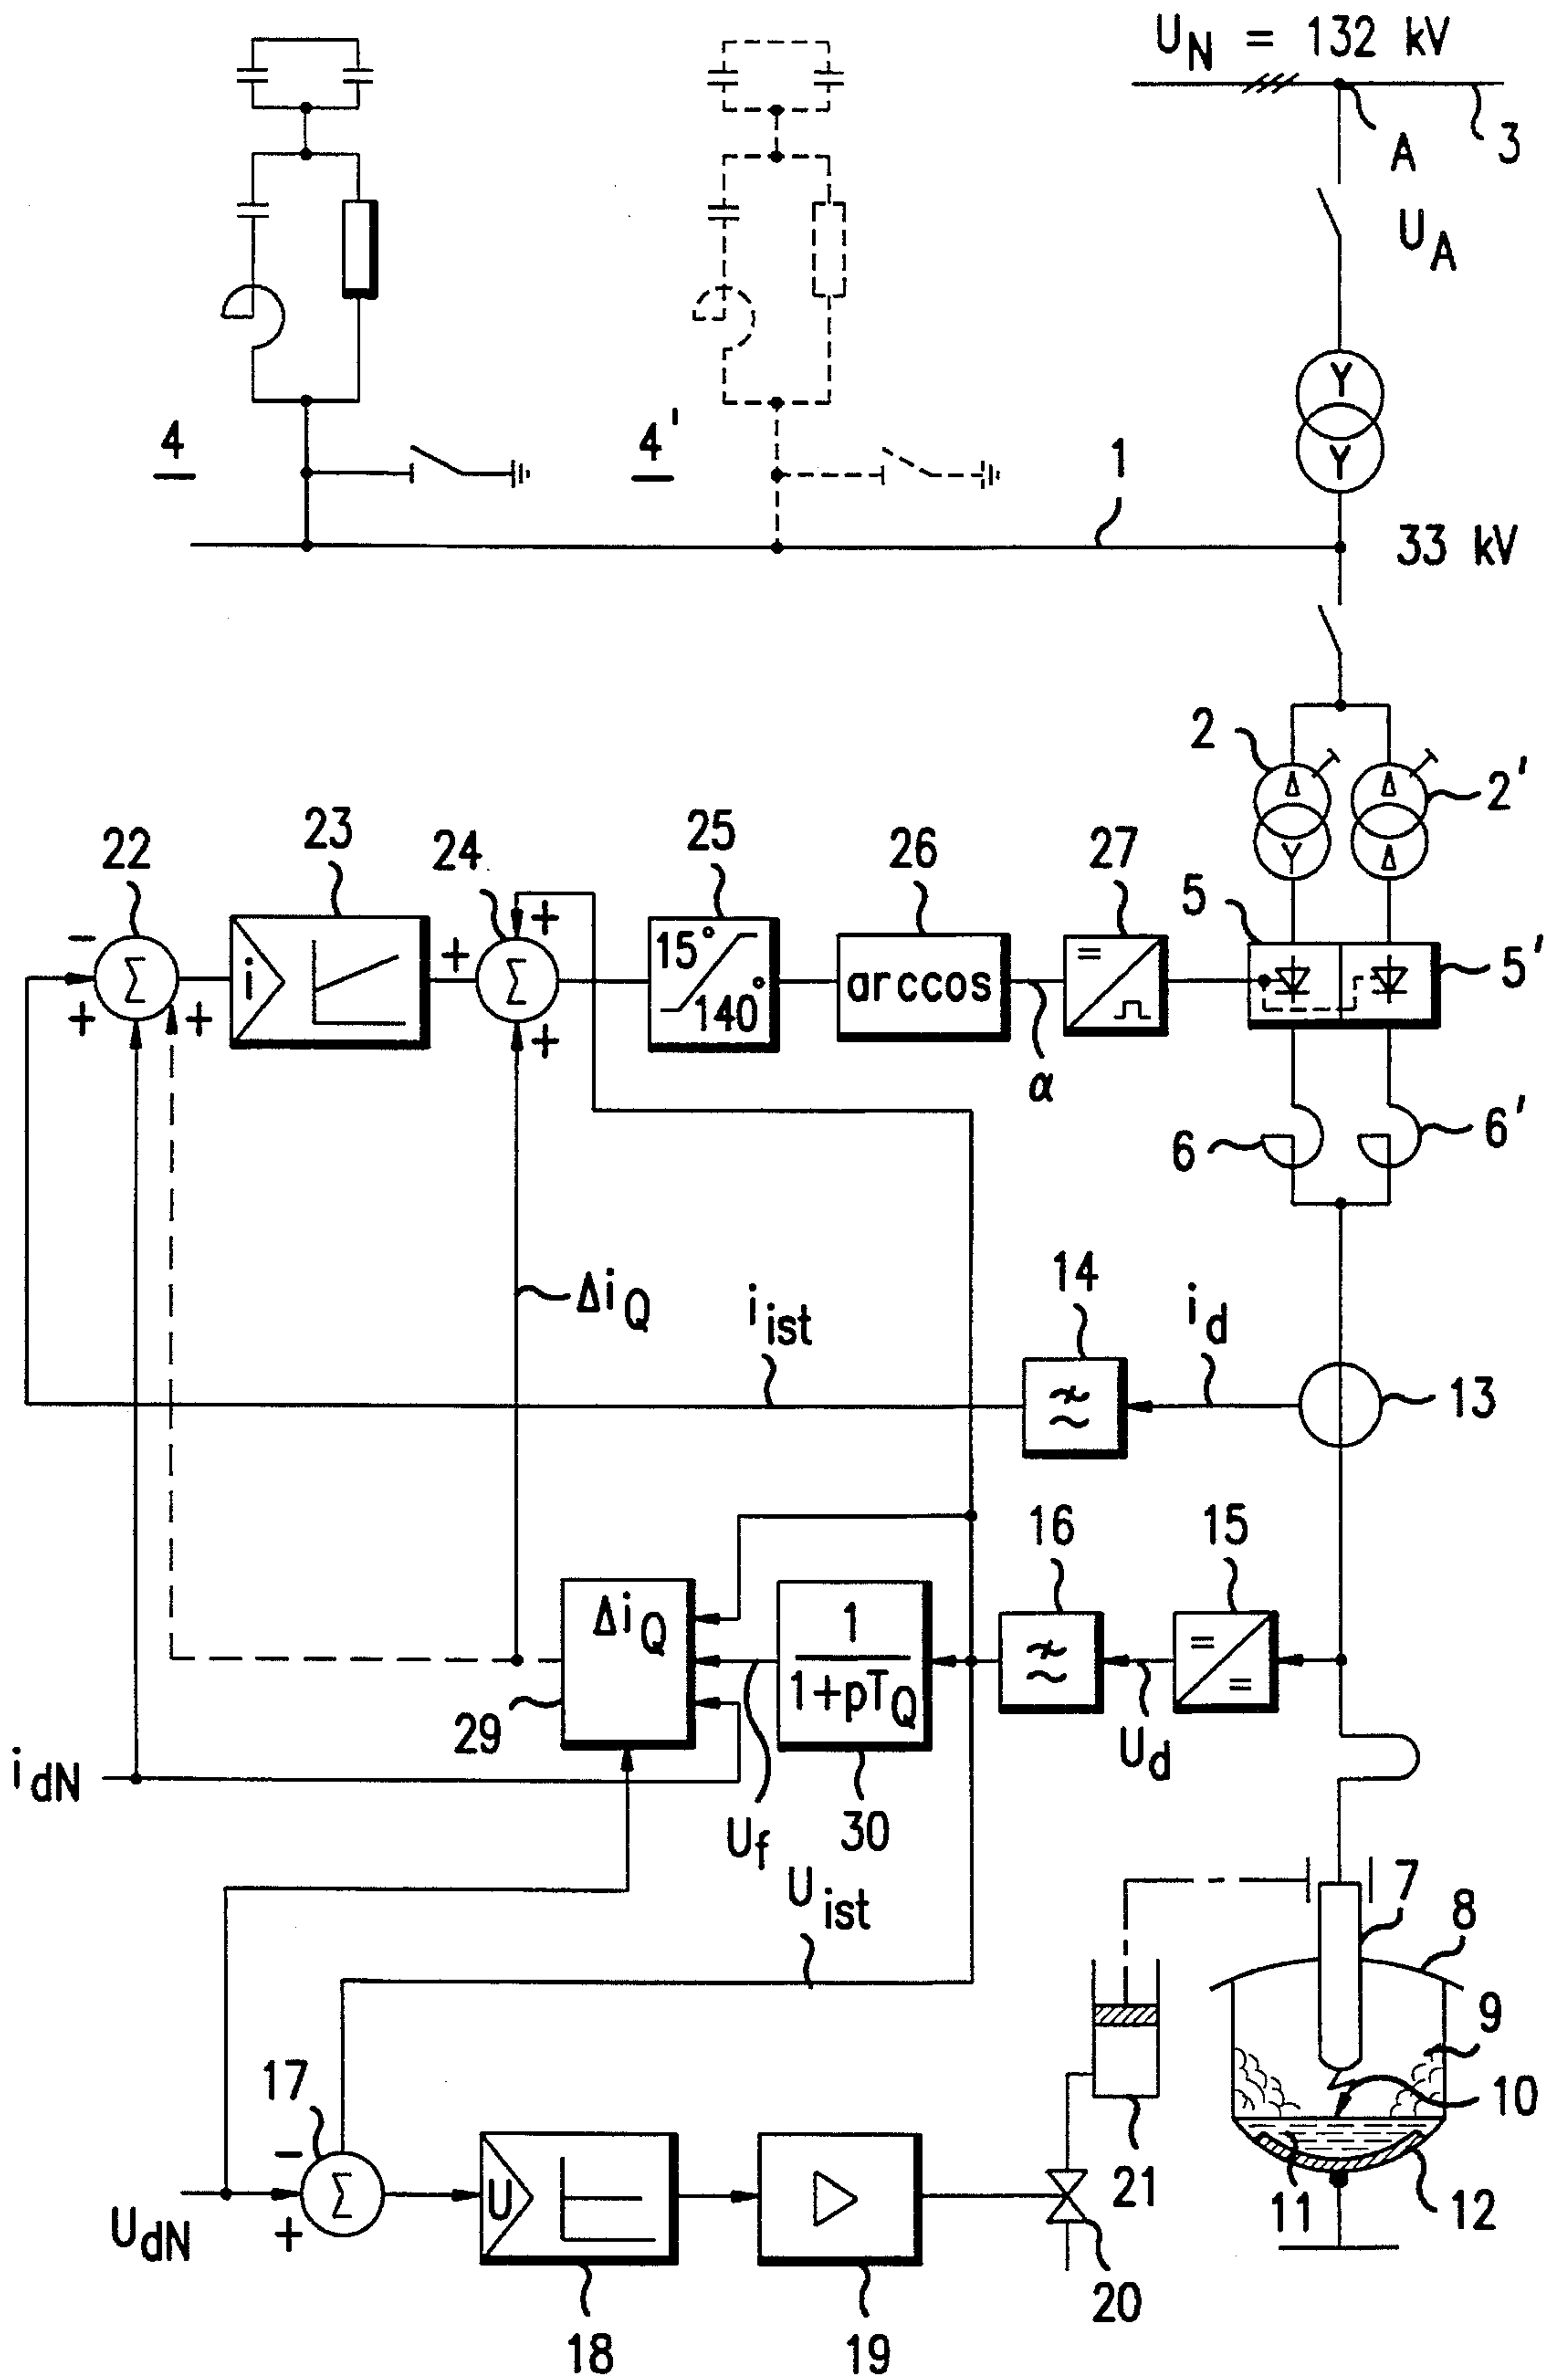 U_N = 132 kV
A
3
U_A
Y
Y
4
4'
1
33 kV
2
2'
Δ
Δ
Y
Δ
22
23
24
25
26
27
5
5'
-
Σ
+
+
i
+
+
Σ
+
15°
140°
arccos
=
α
6
6'
Δi_Q
i_ist
14
i_d
13
16
15
Δi_Q
1
1+pT_Q
=
=
29
U_d
i_dN
U_f
30
U_ist
7
8
9
10
17
-
Σ
+
U_dN
U
21
11
12
20
18
19